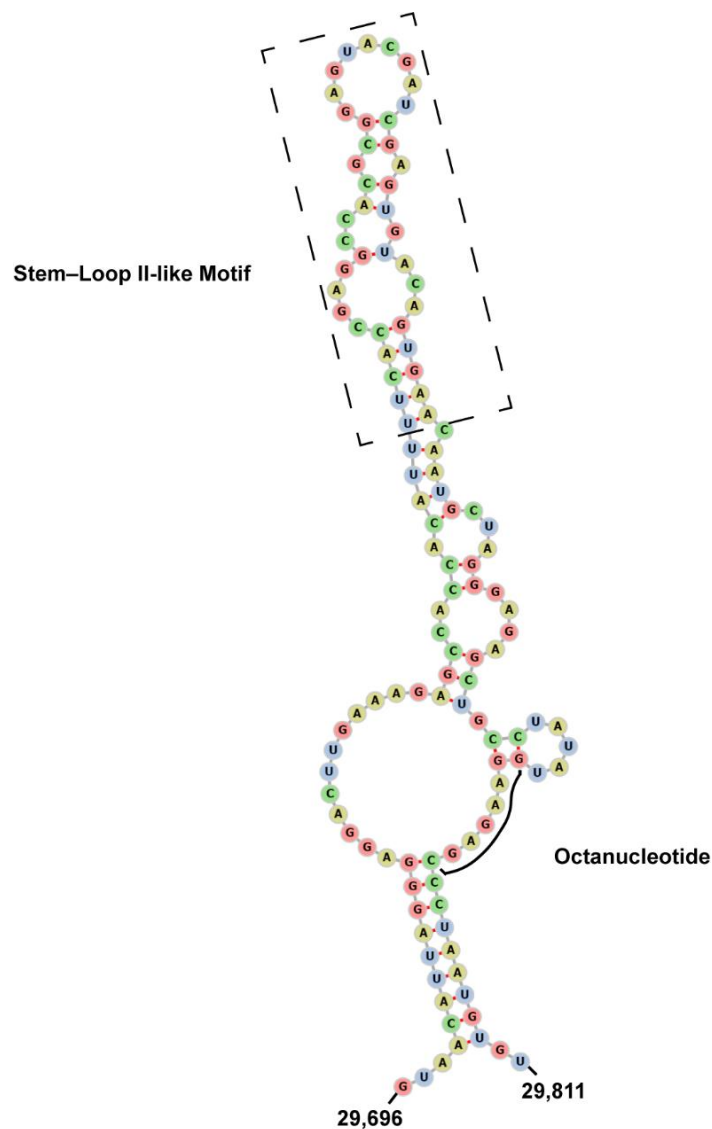 Stem–Loop II-like Motif
Octanucleotide
29,696
G U A A C A U U A G G G A G G A C U U G A A A G A G C C A C C A C A U U U U C A C C G A G G C C A C G C G G A G U A C G A U C G A G U G U A C A G U G A A C A A U G C U A G G G A G A G C U G C C U A U A U G G A A G A G C C C U A A U G U G U
29,811